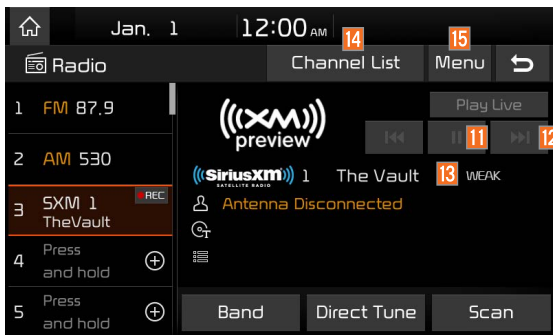 Jan. 1 12:00 AM
14 15
Radio Channel List Menu
1 FM 87.9
2 AM 530
3 SXM 1 REC
TheVault
4 Press
and hold
5 Press
and hold
((XM))
preview
Play Live
11 12
((SiriusXM)) 1 The Vault 13 WEAK
SATELLITE RADIO
Antenna Disconnected
T
Band Direct Tune Scan